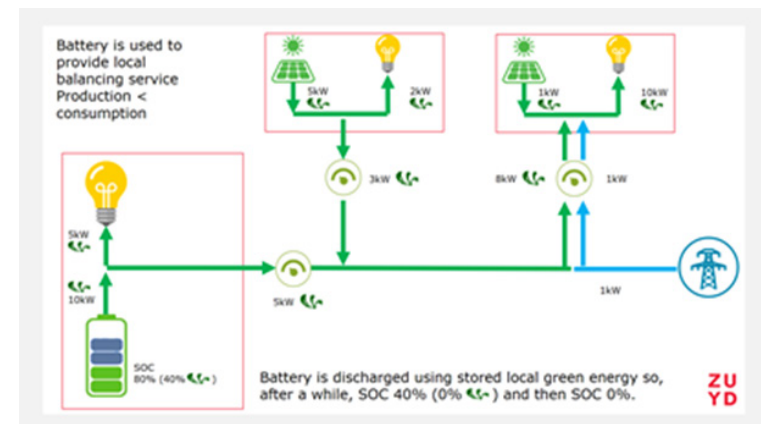 Battery is used to
provide local
balancing service
Production <
consumption
5kW
2kW
1kW
10kW
3kW
8kW
1kW
5kW
10kW
5kW
1kW
SOC
80% (40% )
Battery is discharged using stored local green energy so,
after a while, SOC 40% (0% ) and then SOC 0%.
ZU
YD